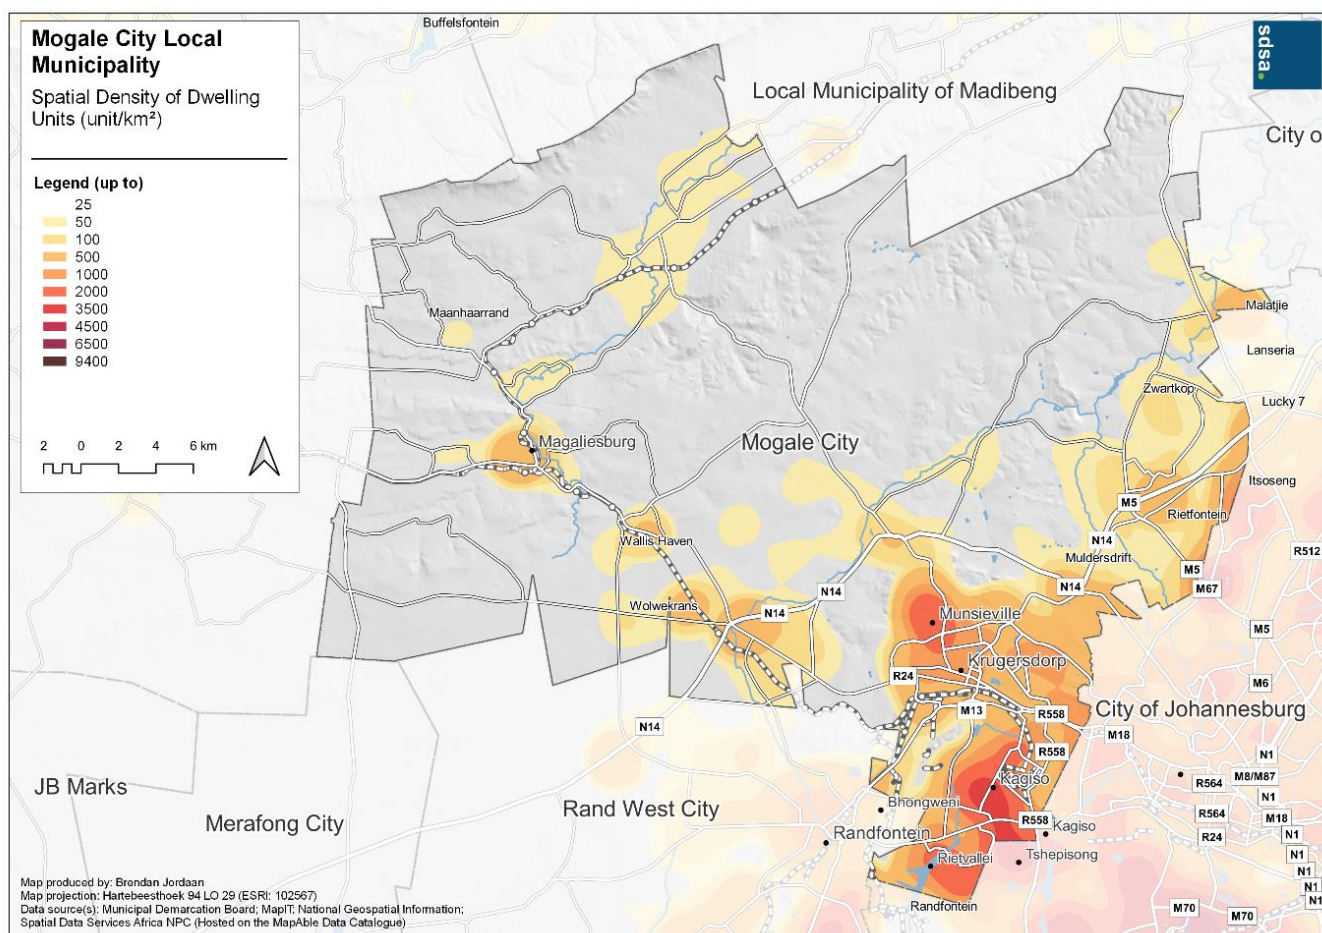 Mogale City Local
Municipality
Spatial Density of Dwelling
Units (unit/km²)
Legend (up to)
25
50
100
500
1000
2000
3500
4500
6500
9400
2 0 2 4 6 km
Buffelsfontein
sdsa.
Local Municipality of Madibeng
City o
Maanhaarrand
Malatjie
Lanseria
Zwartkop
Lucky 7
Magaliesburg
Mogale City
Itsoseng
M5
Rietfontein
Wallis Haven
N14
Muldersdrift
R512
M5
N14
M67
Wolwekrans
N14
N14
Munsieville
M5
Krugersdorp
R24
M6
M13
R558
City of Johannesburg
N14
M18
R558
N1
JB Marks
Kagiso
R564
M8/M87
N1
Rand West City
Bhongweni
R564
M18
Merafong City
R558
Kagiso
Randfontein
R24
N1
N1
Rietvallei
Tshepisong
N1
N1
Randfontein
M70
M70
N1
Map produced by: Brendan Jordaan
Map projection: Hartebeesthoek 94 LO 29 (ESRI: 102567)
Data source(s): Municipal Demarcation Board; MapIT; National Geospatial Information;
Spatial Data Services Africa NPC (Hosted on the MapAble Data Catalogue)